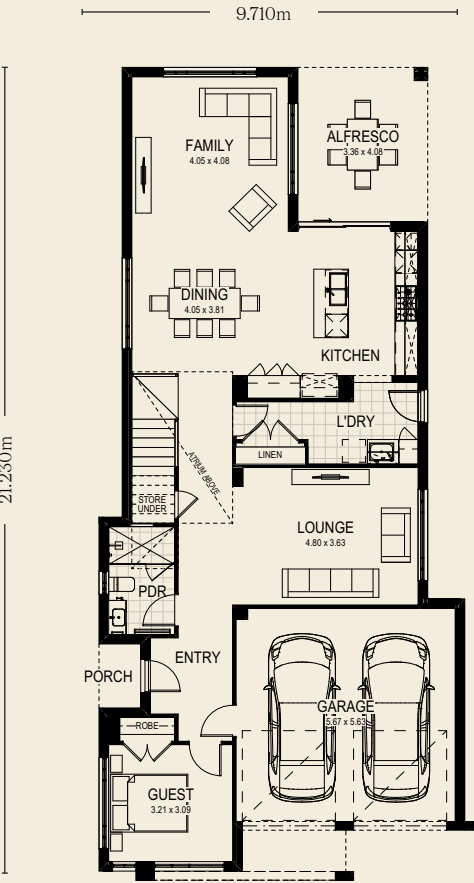 9.710m
21.230m
FAMILY
4.05 x 4.08
ALFRESCO
3.36 x 4.08
DINING
4.05 x 3.81
KITCHEN
L'DRY
LINEN
ATRIUM ABOVE
STORE
UNDER
LOUNGE
4.80 x 3.63
PDR
ENTRY
PORCH
ROBE
GARAGE
5.67 x 5.63
GUEST
3.21 x 3.09